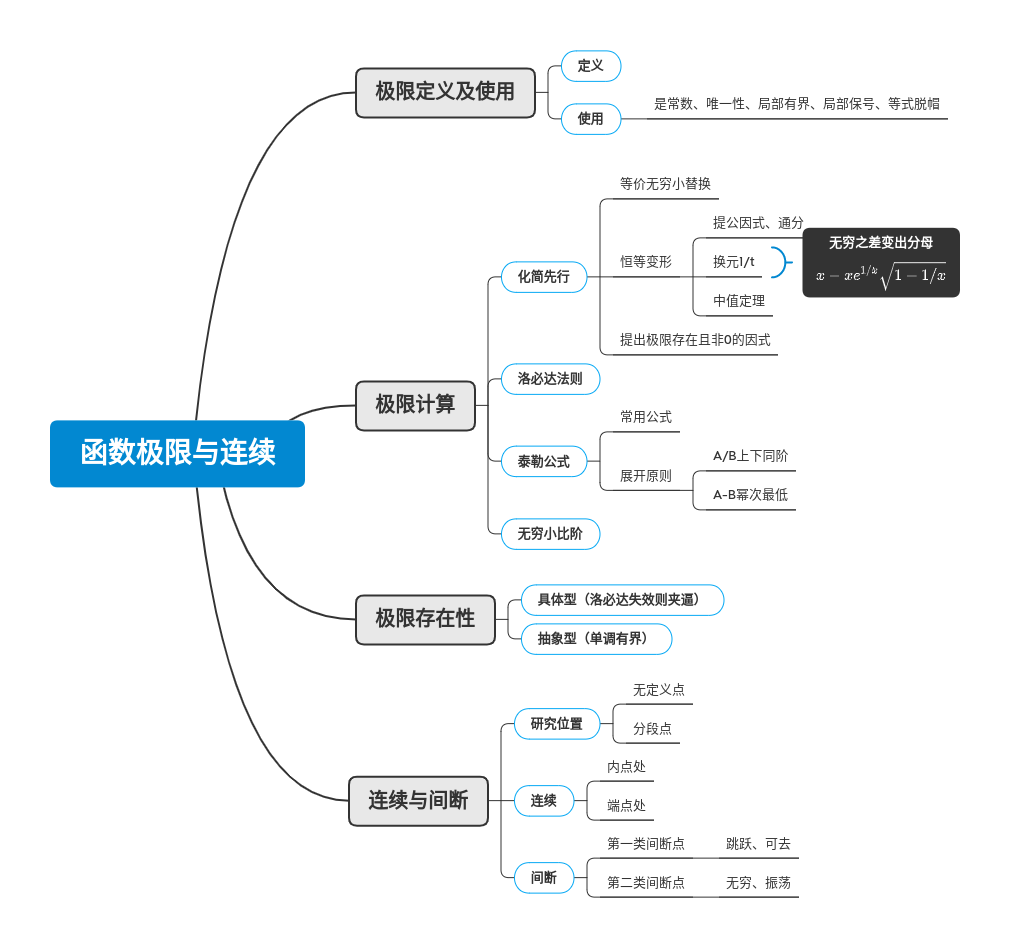 函数极限与连续
极限定义及使用
定义
使用
是常数、唯一性、局部有界、局部保号、等式脱帽
极限计算
化简先行
等价无穷小替换
恒等变形
提公因式、通分
换元1/t
中值定理
无穷之差变出分母
x − xe^{1/x}√(1 − 1/x)
提出极限存在且非0的因式
洛必达法则
泰勒公式
常用公式
展开原则
A/B上下同阶
A-B幂次最低
无穷小比阶
极限存在性
具体型（洛必达失效则夹逼）
抽象型（单调有界）
连续与间断
研究位置
无定义点
分段点
连续
内点处
端点处
间断
第一类间断点
跳跃、可去
第二类间断点
无穷、振荡